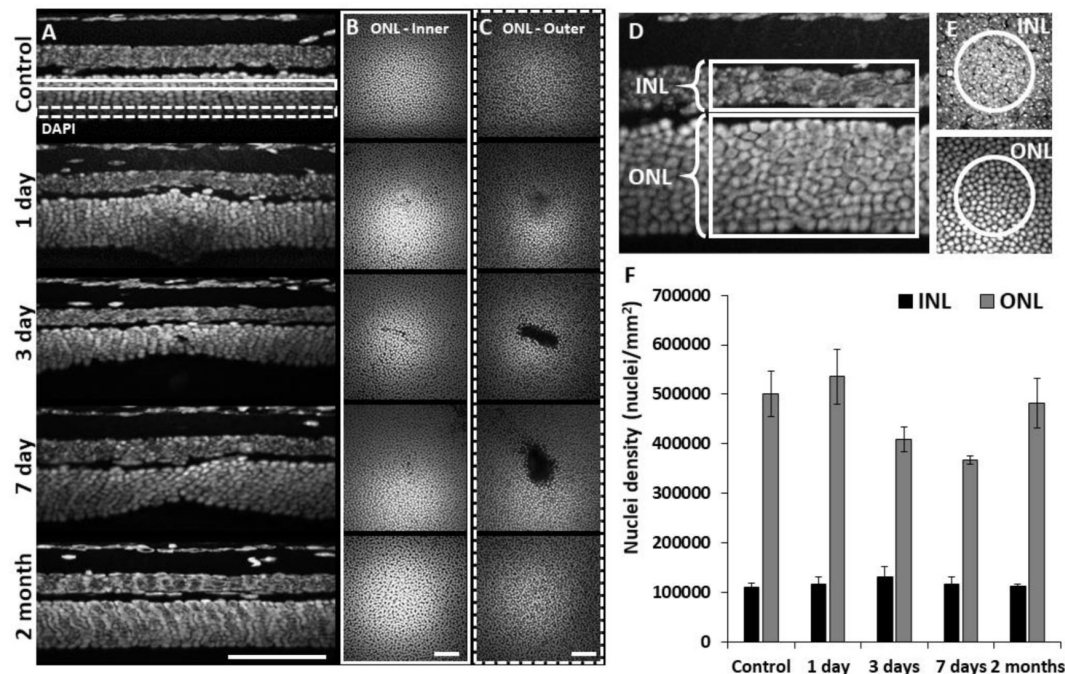 A
Control
DAPI
1 day
3 day
7 day
2 month
B
ONL - Inner
C
ONL - Outer
D
INL
ONL
E
INL
ONL
F
INL
ONL
Nuclei density (nuclei/mm²)
700000
600000
500000
400000
300000
200000
100000
0
Control
1 day
3 days
7 days
2 months